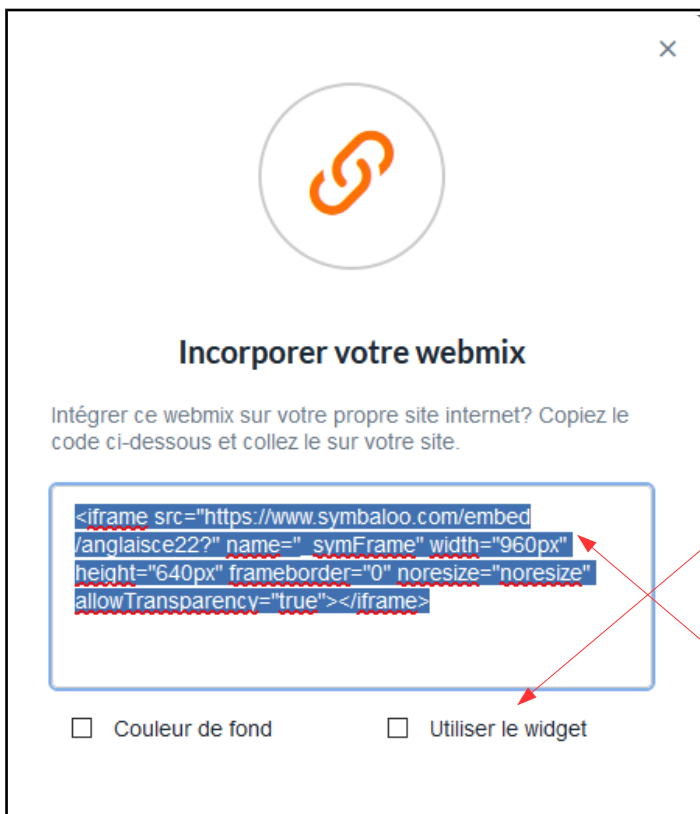 Incorporer votre webmix
Intégrer ce webmix sur votre propre site internet? Copiez le
code ci-dessous et collez le sur votre site.
<iframe src="https://www.symbaloo.com/embed
/anglaisce22?" name="_symFrame" width="960px"
height="640px" frameborder="0" noresize="noresize"
allowTransparency="true"></iframe>
Couleur de fond Utiliser le widget